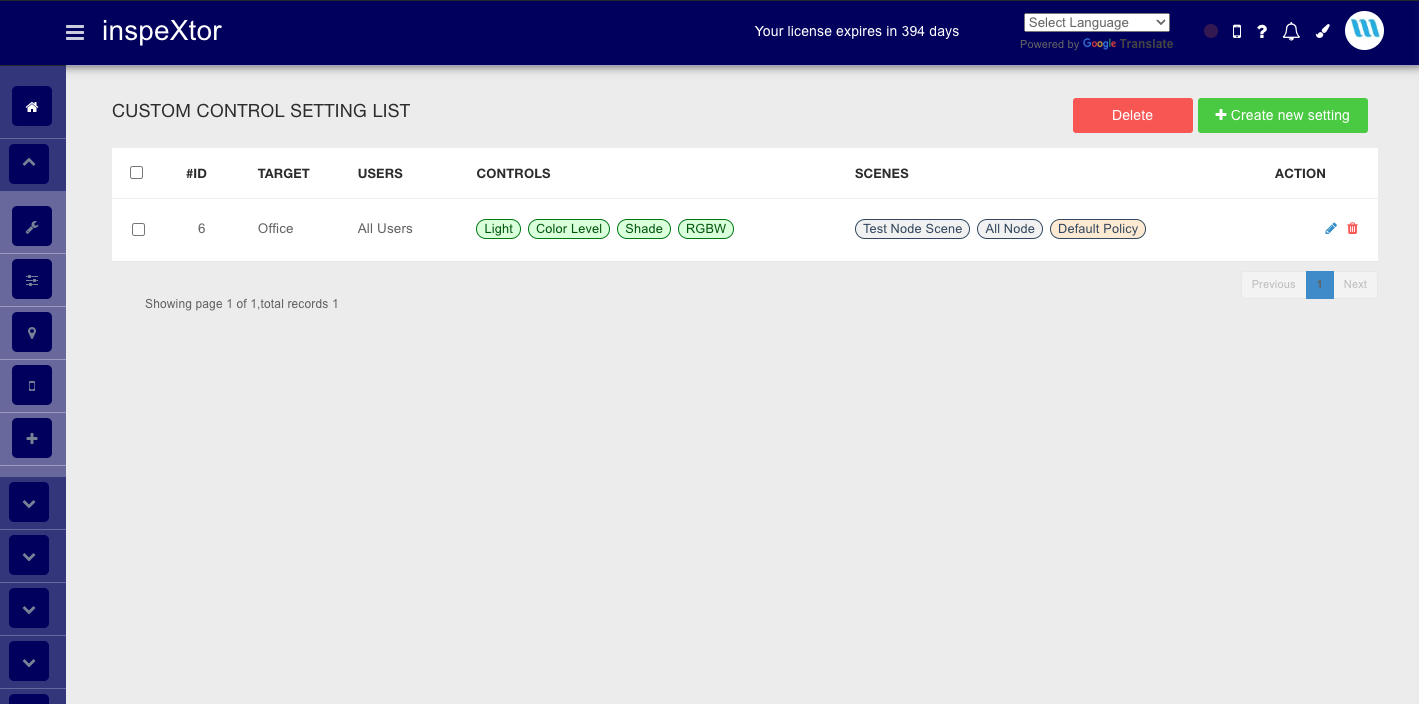 inspeXtor
Your license expires in 394 days
Select Language
Powered by Google Translate
CUSTOM CONTROL SETTING LIST
Delete
Create new setting
#ID TARGET USERS CONTROLS SCENES ACTION
6 Office All Users Light Color Level Shade RGBW Test Node Scene All Node Default Policy
Previous 1 Next
Showing page 1 of 1,total records 1